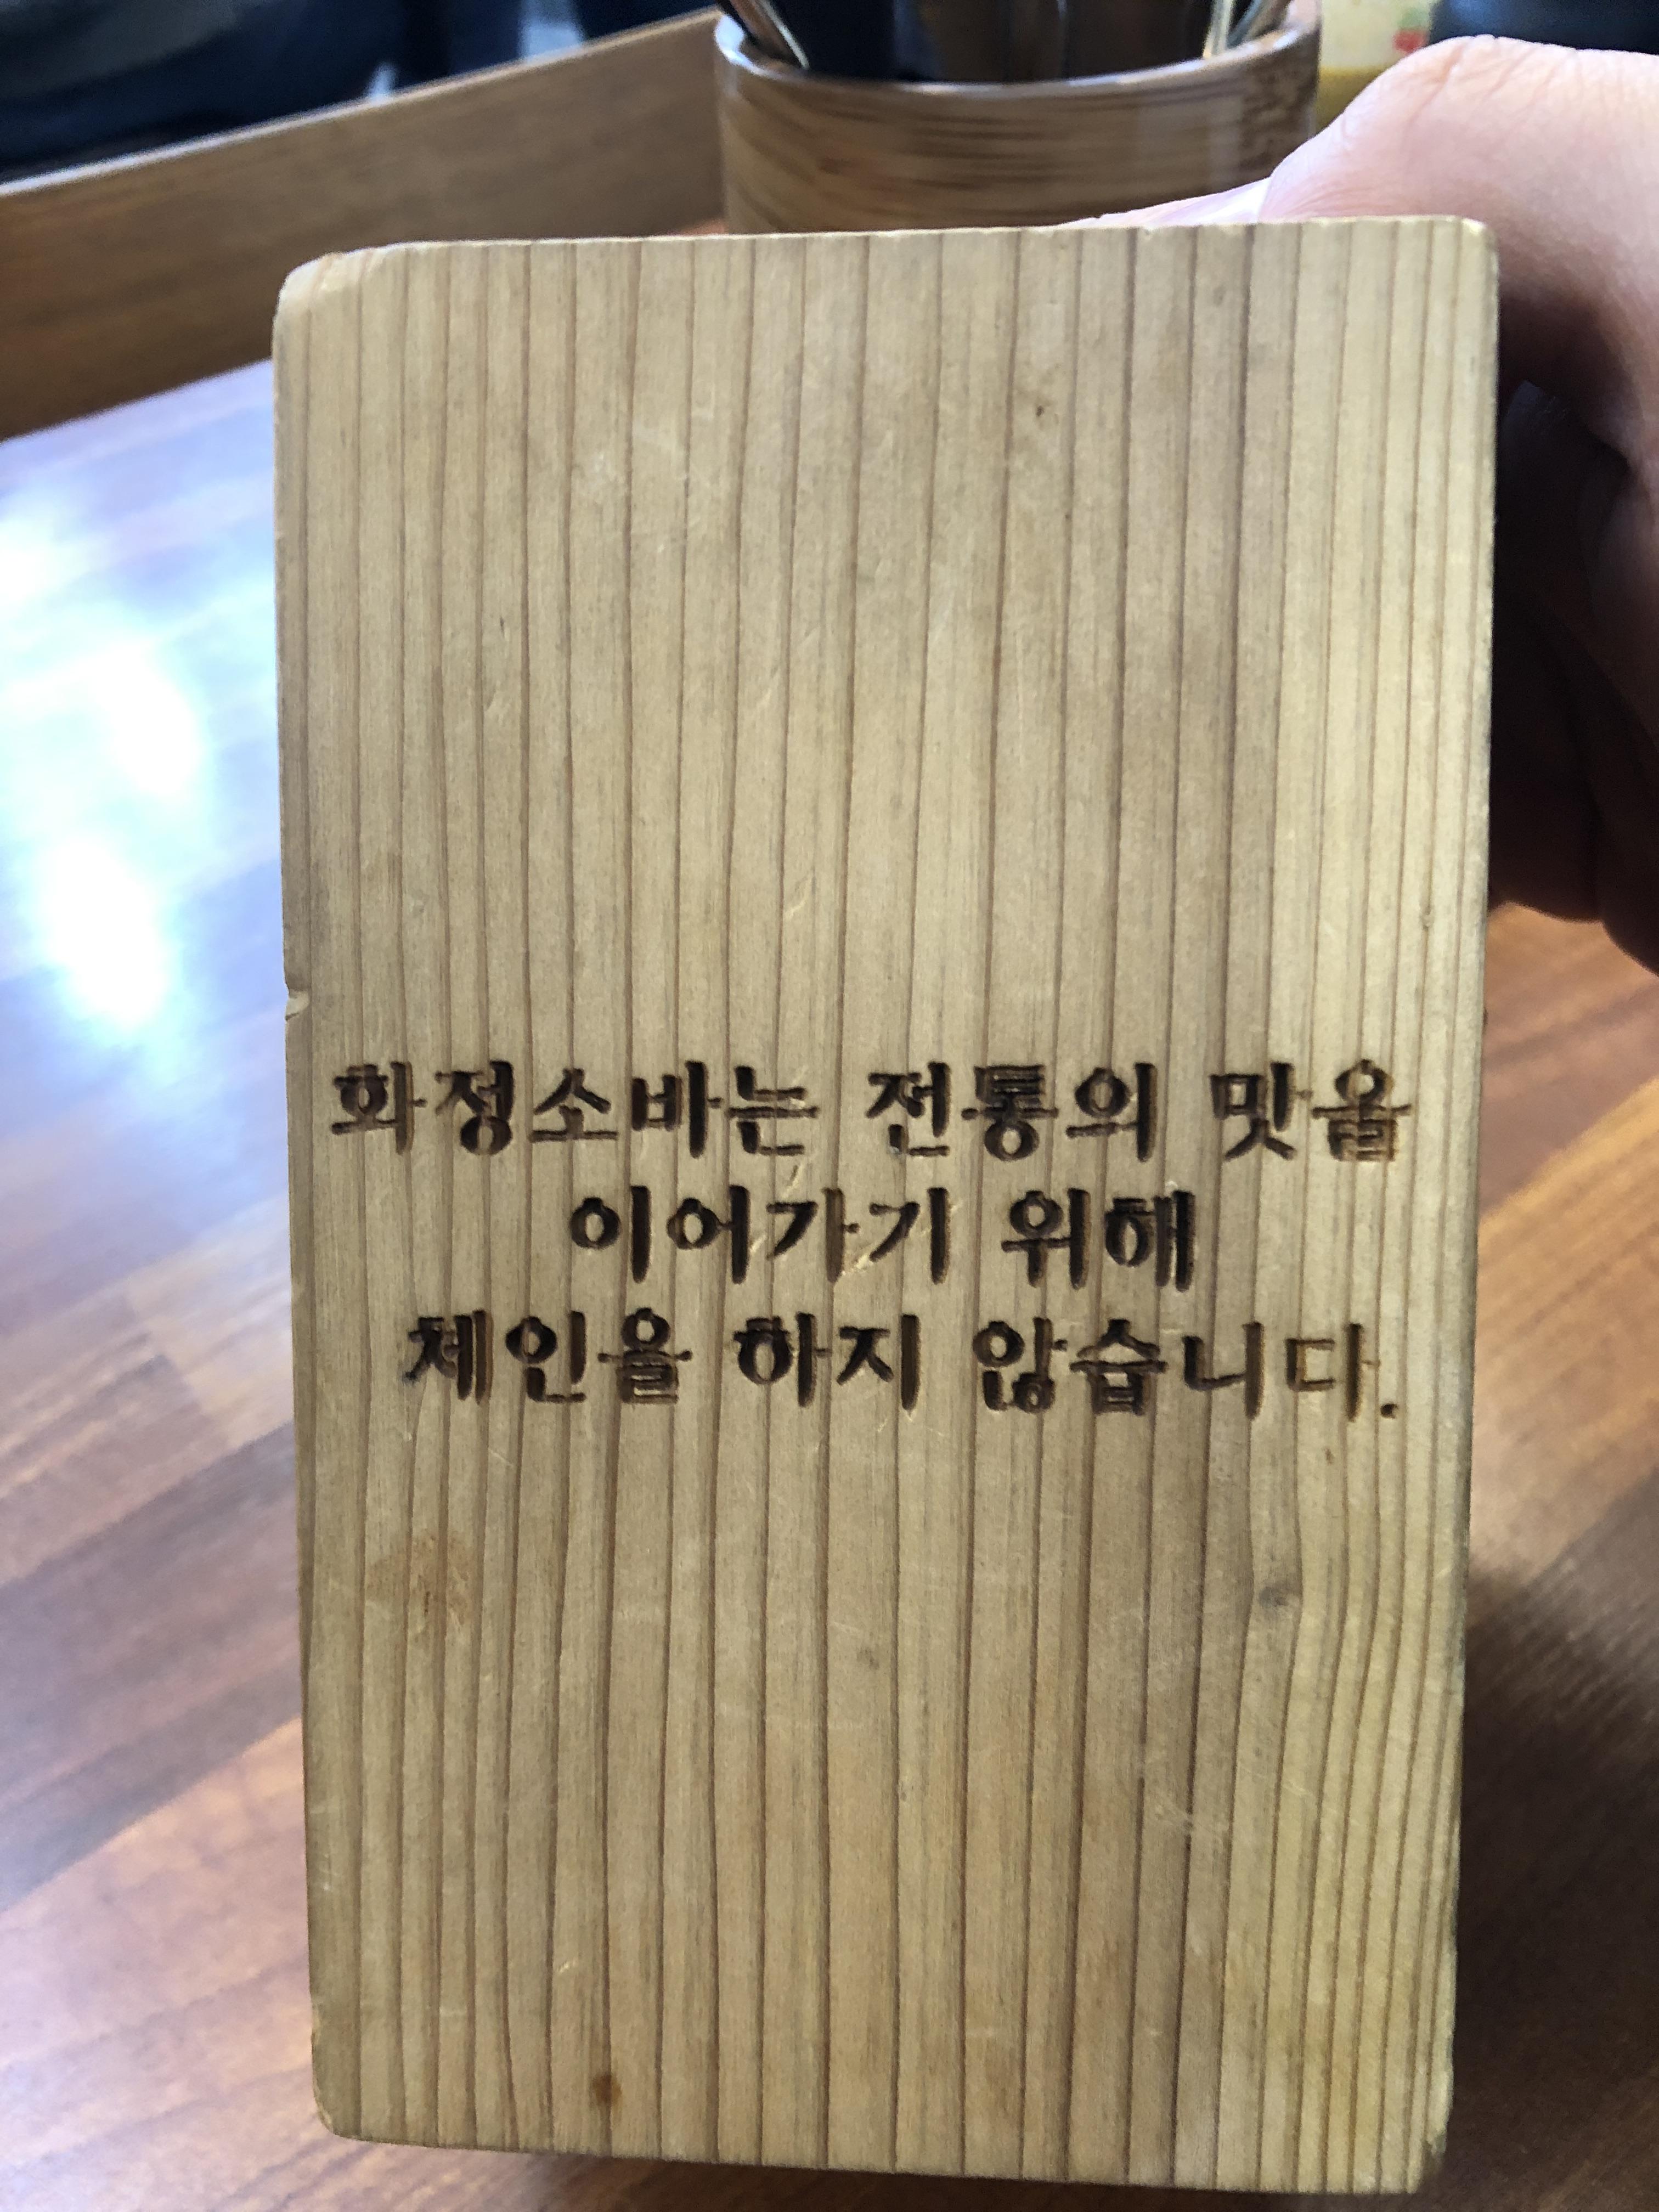 화정소바는 전통의 맛을
이어가기 위해
체인을 하지 않습니다.